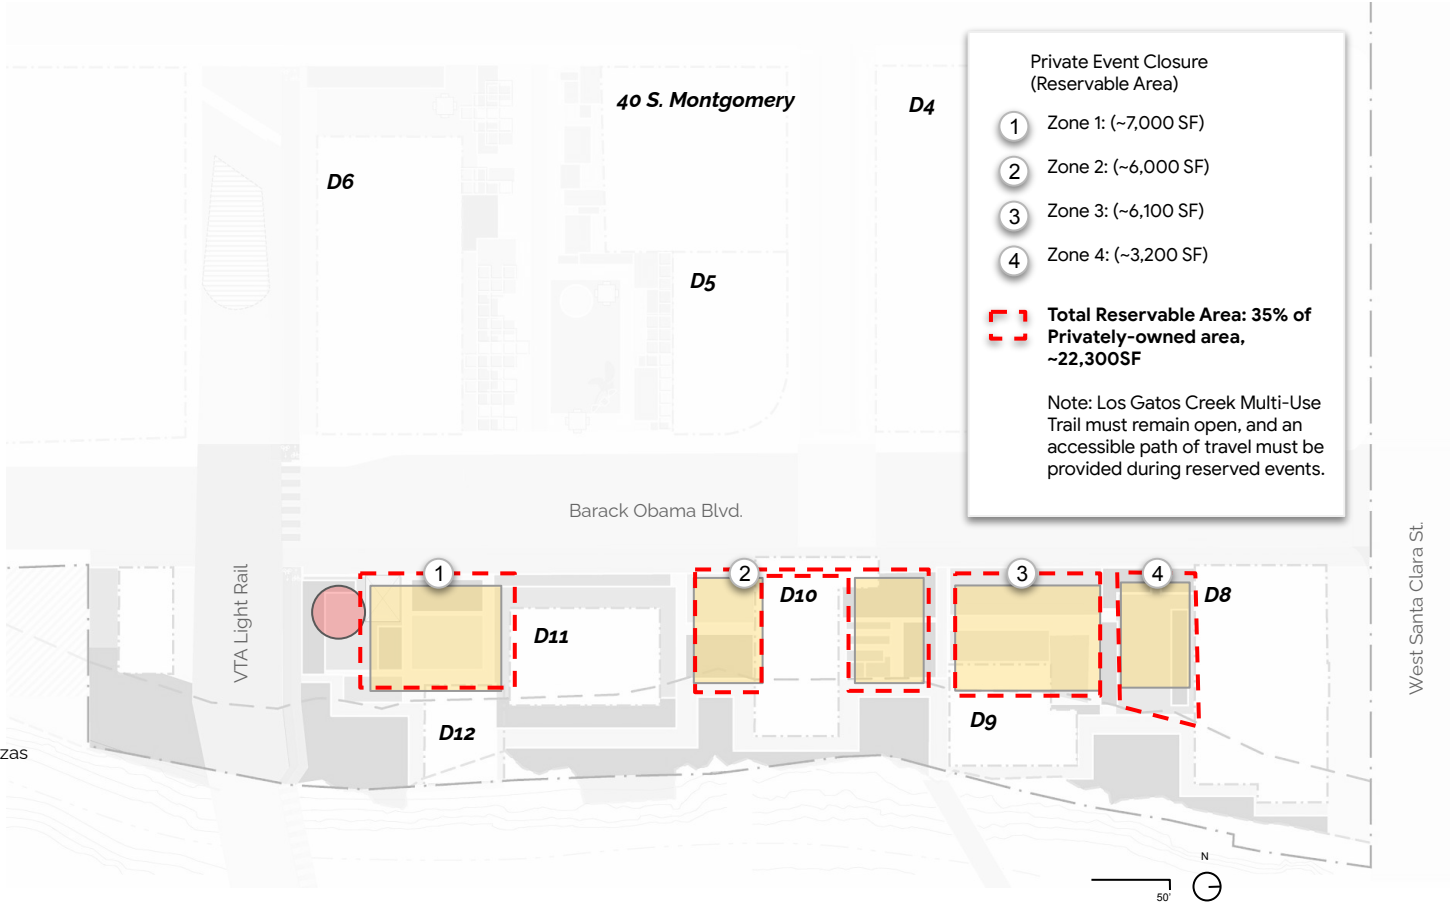 Private Event Closure
(Reservable Area)
1 Zone 1: (~7,000 SF)
2 Zone 2: (~6,000 SF)
3 Zone 3: (~6,100 SF)
4 Zone 4: (~3,200 SF)
Total Reservable Area: 35% of
Privately-owned area,
~22,300SF
Note: Los Gatos Creek Multi-Use
Trail must remain open, and an
accessible path of travel must be
provided during reserved events.
40 S. Montgomery
D4
D6
D5
Barack Obama Blvd.
VTA Light Rail
West Santa Clara St.
1
2
3
4
D10
D8
D11
D9
D12
zas
N
50'